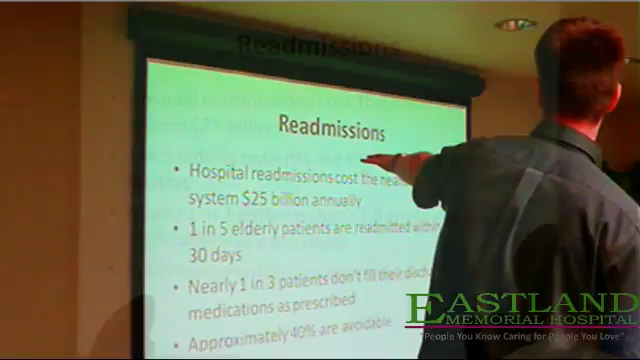 Readmissions
Readmissions
• Hospital readmissions cost the
system $25 billion annually
• 1 in 5 elderly patients are readmitted within
30 days
• Nearly 1 in 3 patients don't fill their
medications as prescribed
• Approximately 40% are avoidable
EASTLAND
MEMORIAL HOSPITAL
"People You Know Caring for People You Love"